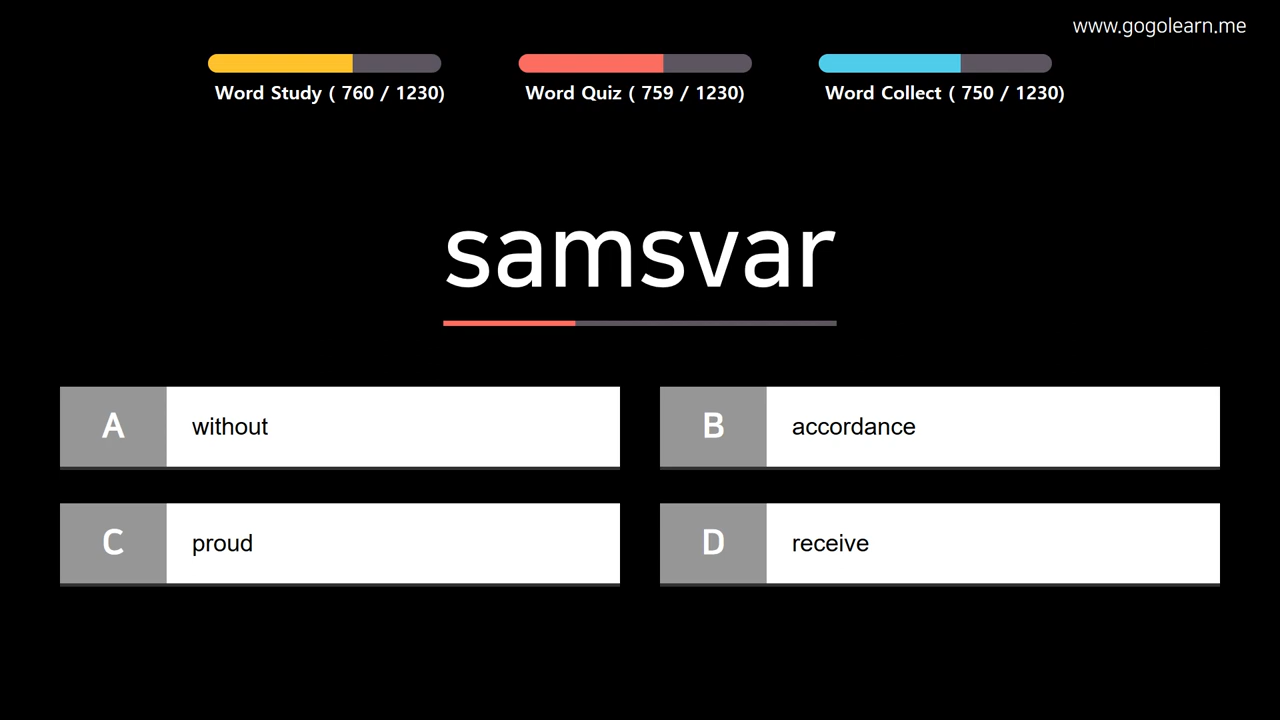 www.gogolearn.me
Word Study ( 760 / 1230)
Word Quiz ( 759 / 1230)
Word Collect ( 750 / 1230)
samsvar
A without
B accordance
C proud
D receive